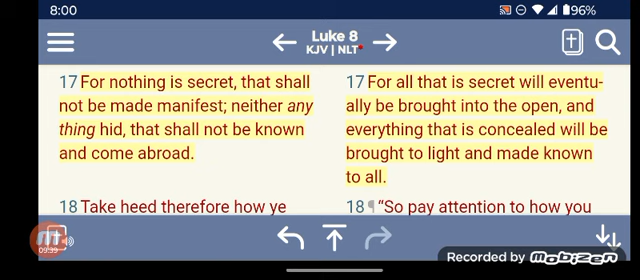 8:00
96%
Luke 8
KJV | NLT
17 For nothing is secret, that shall
not be made manifest; neither any
thing hid, that shall not be known
and come abroad.
17 For all that is secret will eventu-
ally be brought into the open, and
everything that is concealed will be
brought to light and made known
to all.
18 Take heed therefore how ye
18 ¶ “So pay attention to how you
09:39
Recorded by Mobizen